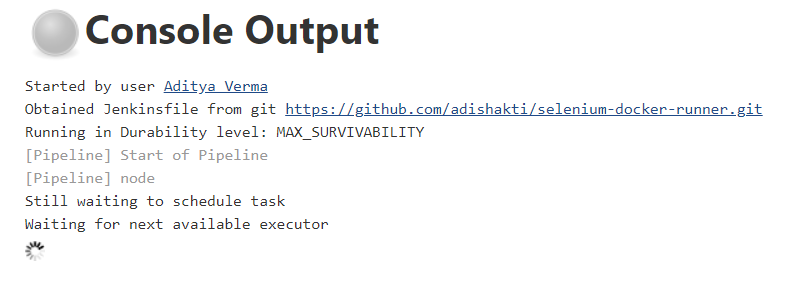 Console Output
Started by user Aditya Verma
Obtained Jenkinsfile from git https://github.com/adishakti/selenium-docker-runner.git
Running in Durability level: MAX_SURVIVABILITY
[Pipeline] Start of Pipeline
[Pipeline] node
Still waiting to schedule task
Waiting for next available executor